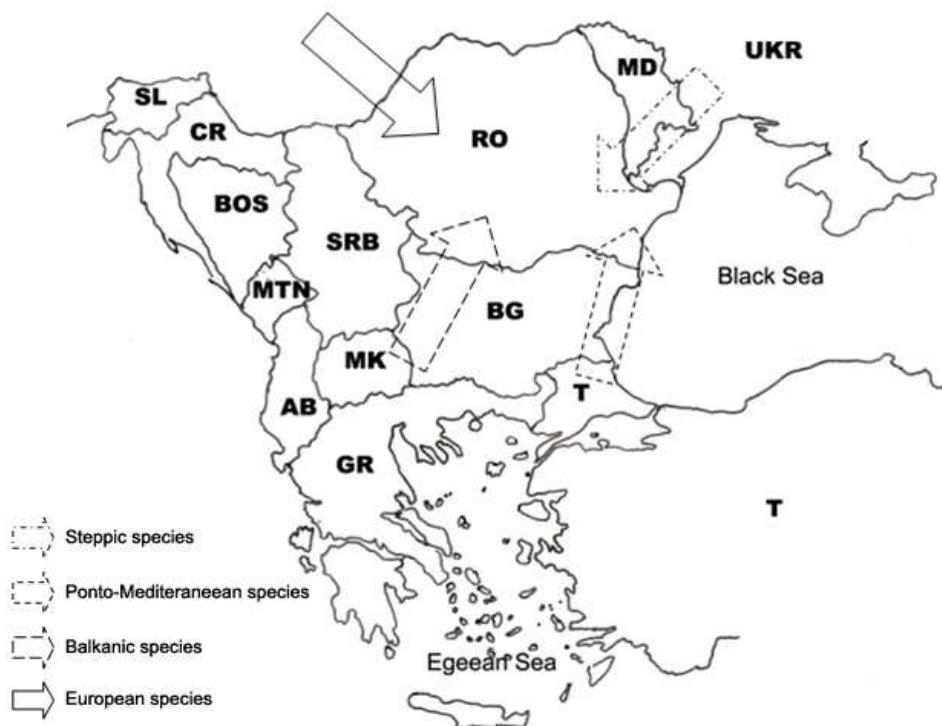 UKR
MD
SL
CR
RO
BOS
SRB
Black Sea
MTN
BG
MK
T
AB
GR
T
Steppic species
Ponto-Mediteraneean species
Balkanic species
Egeean Sea
European species